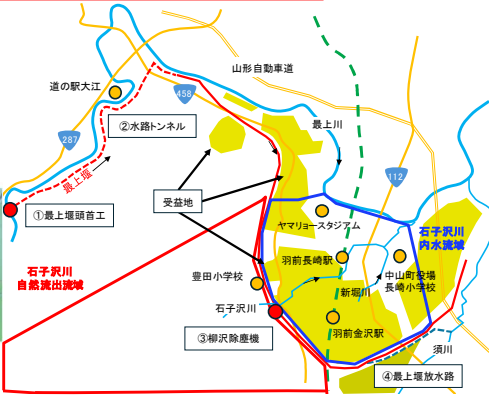 山形自動車道
道の駅大江
458
②水路トンネル
最上川
287
最上堰
112
受益地
①最上堰頭首工
ヤマリョースタジアム
石子沢川
内水流域
羽前長崎駅
石子沢川
自然流出流域
豊田小学校
中山町役場
長崎小学校
新堀川
石子沢川
羽前金沢駅
③柳沢除塵機
須川
④最上堰放水路